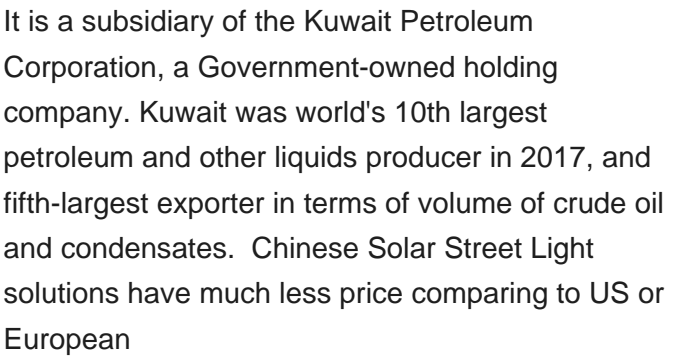 It is a subsidiary of the Kuwait Petroleum
Corporation, a Government-owned holding
company. Kuwait was world's 10th largest
petroleum and other liquids producer in 2017, and
fifth-largest exporter in terms of volume of crude oil
and condensates.  Chinese Solar Street Light
solutions have much less price comparing to US or
European